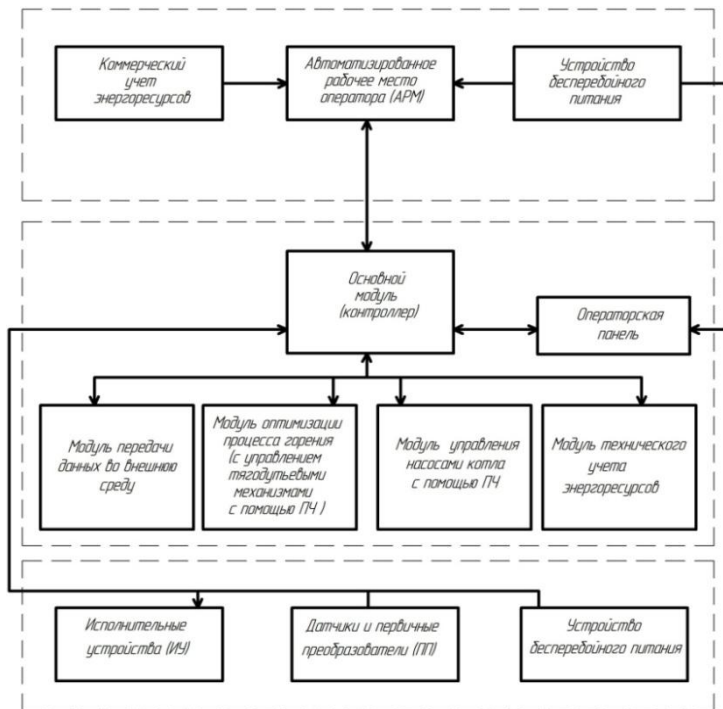 Коммерческий
учет
энергоресурсов
Автоматизированное
рабочее место
оператора (АРМ)
Устройство
бесперебойного
питания
Основной
модуль
(контроллер)
Операторская
панель
Модуль передачи
данных во внешнюю
среду
Модуль оптимизации
процесса горения
(с управлением
тягодутьевыми
механизмами
с помощью ПЧ )
Модуль управления
насосами котла
с помощью ПЧ
Модуль технического
учета
энергоресурсов
Исполнительные
устройства (ИУ)
Датчики и первичные
преобразователи (ПП)
Устройство
бесперебойного питания